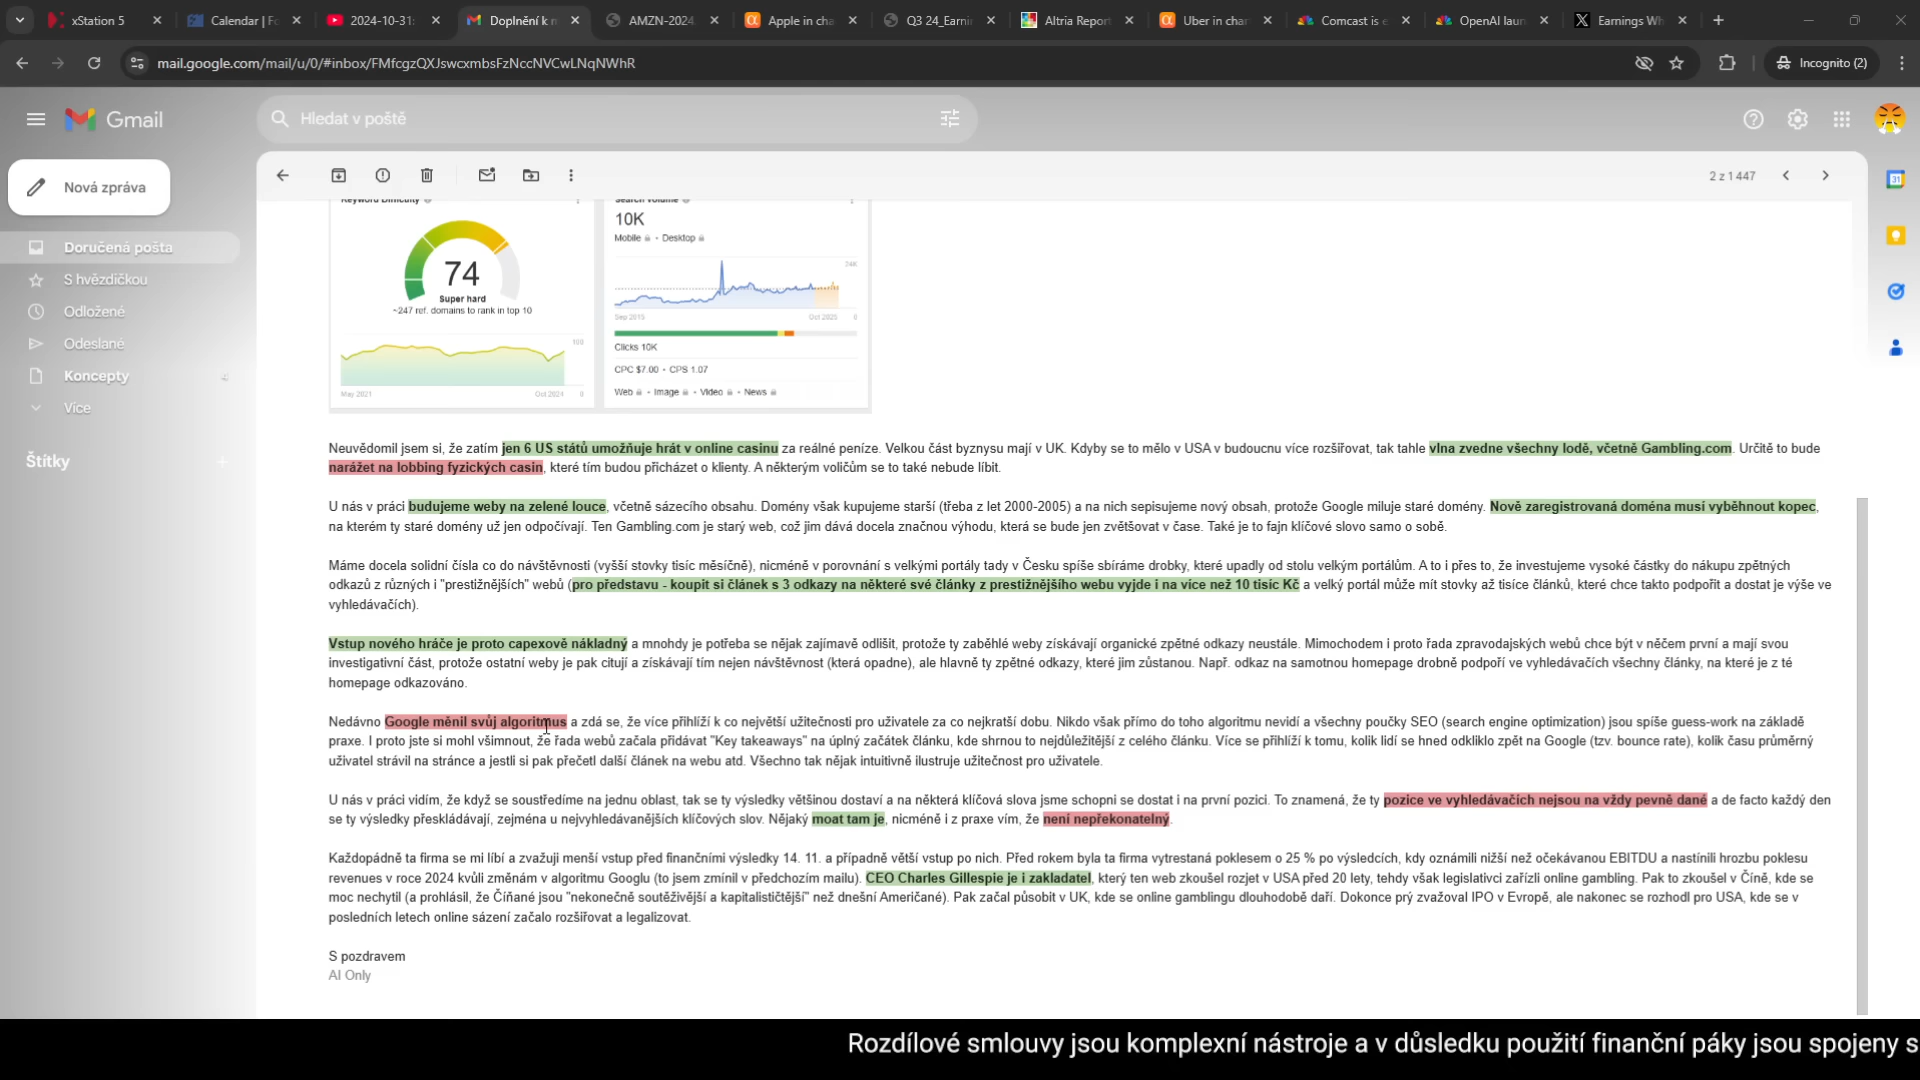 xStation 5
Calendar | Fo
2024-10-31:
Doplnění k n
AMZN-2024
Apple in cha
Q3 24_Earni
Altria Report
Uber in char
Comcast is e
OpenAI laun
Earnings Wh
mail.google.com/mail/u/0/#inbox/FMfcgzQXJswcxmbsFzNccNVCwLNqNWhR
Incognito (2)
Gmail
Hledat v poště
Nová zpráva
2 z 1 447
Doručená pošta
S hvězdičkou
Odložené
Odeslané
Koncepty
4
Více
Štítky
Keyword Difficulty
74
Super hard
~247 ref. domains to rank in top 10
100
May 2021
Oct 2024
0
Search volume
10K
Mobile
Desktop
24K
Sep 2015
Oct 2025
0
Clicks 10K
CPC $7.00 • CPS 1.07
Web • Image • Video • News
Neuvědomil jsem si, že zatím jen 6 US států umožňuje hrát v online casinu za reálné peníze. Velkou část byznysu mají v UK. Kdyby se to mělo v USA v budoucnu více rozšiřovat, tak tahle vlna zvedne všechny lodě, včetně Gambling.com. Určitě to bude
narážet na lobbing fyzických casin, které tím budou přicházet o klienty. A některým voličům se to také nebude líbit.
U nás v práci budujeme weby na zelené louce, včetně sázecího obsahu. Domény však kupujeme starší (třeba z let 2000-2005) a na nich sepisujeme nový obsah, protože Google miluje staré domény. Nově zaregistrovaná doména musí vyběhnout kopec,
na kterém ty staré domény už jen odpočívají. Ten Gambling.com je starý web, což jim dává docela značnou výhodu, která se bude jen zvětšovat v čase. Také je to fajn klíčové slovo samo o sobě.
Máme docela solidní čísla co do návštěvnosti (vyšší stovky tisíc měsíčně), nicméně v porovnání s velkými portály tady v Česku spíše sbíráme drobky, které upadly od stolu velkým portálům. A to i přes to, že investujeme vysoké částky do nákupu zpětných
odkazů z různých i "prestižnějších" webů (pro představu - koupit si článek s 3 odkazy na některé své články z prestižnějšího webu vyjde i na více než 10 tisíc Kč a velký portál může mít stovky až tisíce článků, které chce takto podpořit a dostat je výše ve
vyhledávačích).
Vstup nového hráče je proto capexově nákladný a mnohdy je potřeba se nějak zajímavě odlišit, protože ty zaběhlé weby získávají organické zpětné odkazy neustále. Mimochodem i proto řada zpravodajských webů chce být v něčem první a mají svou
investigativní část, protože ostatní weby je pak citují a získávají tím nejen návštěvnost (která opadne), ale hlavně ty zpětné odkazy, které jim zůstanou. Např. odkaz na samotnou homepage drobně podpoří ve vyhledávačích všechny články, na které je z té
homepage odkazováno.
Nedávno Google měnil svůj algoritmus a zdá se, že více přihlíží k co největší užitečnosti pro uživatele za co nejkratší dobu. Nikdo však přímo do toho algoritmu nevidí a všechny poučky SEO (search engine optimization) jsou spíše guess-work na základě
praxe. I proto jste si mohl všimnout, že řada webů začala přidávat "Key takeaways" na úplný začátek článku, kde shrnou to nejdůležitější z celého článku. Více se přihlíží k tomu, kolik lidí se hned odkliklo zpět na Google (tzv. bounce rate), kolik času průměrný
uživatel strávil na stránce a jestli si pak přečetl další článek na webu atd. Všechno tak nějak intuitivně ilustruje užitečnost pro uživatele.
U nás v práci vidím, že když se soustředíme na jednu oblast, tak se ty výsledky většinou dostaví a na některá klíčová slova jsme schopni se dostat i na první pozici. To znamená, že ty pozice ve vyhledávačích nejsou na vždy pevně dané a de facto každý den
se ty výsledky přeskládávají, zejména u nejvyhledávanějších klíčových slov. Nějaký moat tam je, nicméně i z praxe vím, že není nepřekonatelný.
Každopádně ta firma se mi líbí a zvažuji menší vstup před finančními výsledky 14. 11. a případně větší vstup po nich. Před rokem byla ta firma vytrestaná poklesem o 25 % po výsledcích, kdy oznámili nižší než očekávanou EBITDU a nastínili hrozbu poklesu
revenues v roce 2024 kvůli změnám v algoritmu Googlu (to jsem zmínil v předchozím mailu). CEO Charles Gillespie je i zakladatel, který ten web zkoušel rozjet v USA před 20 lety, tehdy však legislativci zařízli online gambling. Pak to zkoušel v Číně, kde se
moc nechytil (a prohlásil, že Číňané jsou "nekonečně soutěživější a kapitalističtější" než dnešní Američané). Pak začal působit v UK, kde se online gamblingu dlouhodobě daří. Dokonce prý zvažoval IPO v Evropě, ale nakonec se rozhodl pro USA, kde se v
posledních letech online sázení začalo rozšiřovat a legalizovat.
S pozdravem
AI Only
Rozdílové smlouvy jsou komplexní nástroje a v důsledku použití finanční páky jsou spojeny s